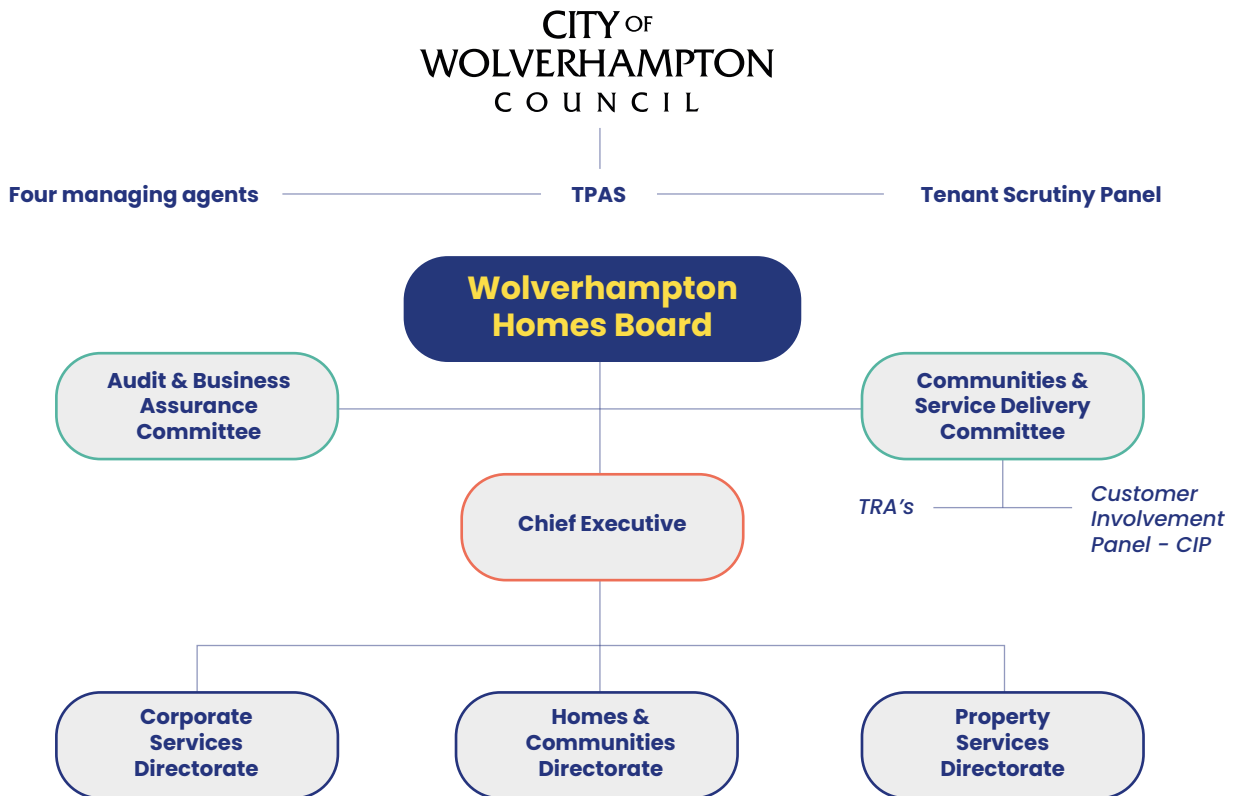 CITY OF
WOLVERHAMPTON
COUNCIL
Four managing agents
TPAS
Tenant Scrutiny Panel
Wolverhampton
Homes Board
Audit & Business
Assurance
Committee
Communities &
Service Delivery
Committee
TRA’s
Customer
Involvement
Panel - CIP
Chief Executive
Corporate
Services
Directorate
Homes &
Communities
Directorate
Property
Services
Directorate